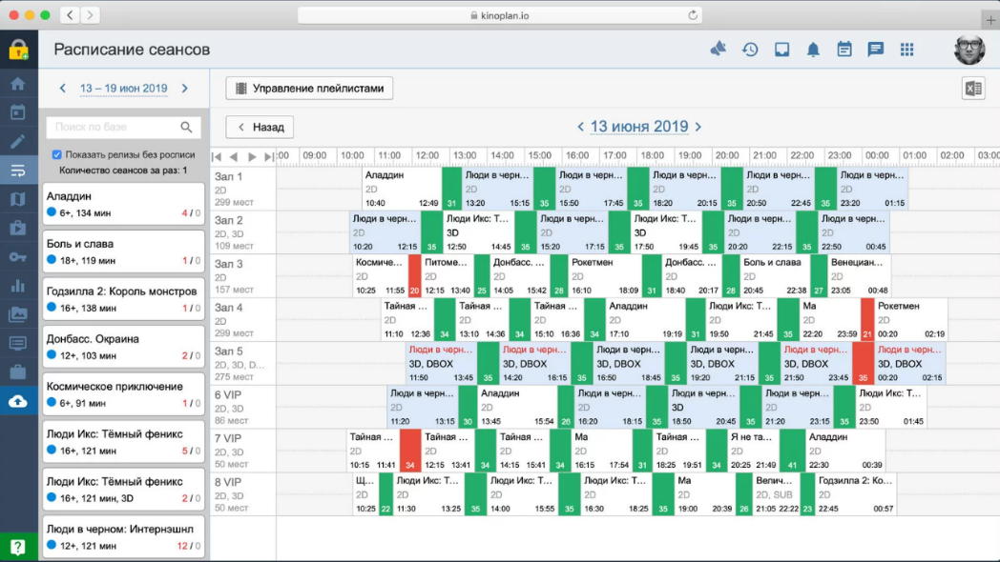 kinoplan.io
Расписание сеансов
13 – 19 июн 2019
Управление плейлистами
Поиск по базе
Назад
13 июня 2019
Показать релизы без росписи
Количество сеансов за раз: 1
:00 09:00 10:00 11:00 12:00 13:00 14:00 15:00 16:00 17:00 18:00 19:00 20:00 21:00 22:00 23:00 00:00 01:00 02:00 03:00
Аладдин
6+, 134 мин 4 / 0
Боль и слава
18+, 119 мин 1 / 0
Годзилла 2: Король монстров
16+, 138 мин 1 / 0
Донбасс. Окраина
12+, 103 мин 2 / 0
Космическое приключение
6+, 91 мин 1 / 0
Люди Икс: Тёмный феникс
16+, 121 мин 5 / 0
Люди Икс: Тёмный феникс
16+, 121 мин, 3D 2 / 0
Люди в черном: Интернэшнл
12+, 121 мин 12 / 0
Зал 1 Аладдин Люди в черн... Люди в черн... Люди в черн... Люди в черн... Люди в черн...
2D 2D 2D 2D 2D 2D 2D
299 мест 10:40 12:49 31 13:20 15:15 35 15:50 17:45 35 18:20 20:15 35 20:50 22:45 35 23:20 01:15
Зал 2 Люди в черн... Люди Икс: Т... Люди в черн... Люди Икс: Т... Люди в черн... Люди в черн...
2D, 3D 2D 3D 2D 3D 2D 2D
109 мест 10:20 12:15 35 12:50 14:45 35 15:20 17:15 35 17:50 19:45 35 20:20 22:15 35 22:50 00:45
Зал 3 Космиче... Питоме... Донбасс.... Рокетмен Донбасс.... Боль и слава Венециан...
2D 2D 2D 2D 2D 2D 2D 2D
157 мест 10:25 11:55 20 12:15 13:40 25 14:05 15:42 28 16:10 18:09 31 18:40 20:17 28 20:45 22:38 27 23:05 00:48
Зал 4 Тайная ... Тайная ... Тайная ... Аладдин Люди Икс: Т... Ма Рокетмен
2D 2D 2D 2D 2D 2D 2D 2D
299 мест 11:10 12:36 34 13:10 14:36 34 15:10 16:36 34 17:10 19:19 31 19:50 21:45 35 22:20 23:59 21 00:20 02:19
Зал 5 Люди в черн... Люди в черн... Люди в черн... Люди в черн... Люди в черн... Люди в черн...
2D, 3D, D... 3D, DBOX 3D, DBOX 3D, DBOX 3D, DBOX 3D, DBOX 3D, DBOX
275 мест 11:50 13:45 35 14:20 16:15 35 16:50 18:45 35 19:20 21:15 35 21:50 23:45 35 00:20 02:15
6 VIP Люди в черн... Аладдин Люди в черн... Люди в черн... Люди в черн... Люди Икс: Т...
2D, 3D 2D 2D 2D 3D 2D 2D
86 мест 11:20 13:15 30 13:45 15:54 26 16:20 18:15 35 18:50 20:45 35 21:20 23:15 35 23:50 01:45
7 VIP Тайная ... Тайная ... Тайная ... Ма Тайная ... Я не та... Аладдин
2D, 3D 2D 2D 2D 2D 2D 2D 2D
50 мест 10:15 11:41 34 12:15 13:41 34 14:15 15:41 34 16:15 17:54 31 18:25 19:51 34 20:25 21:49 41 22:30 00:39
8 VIP Щ... Люди Икс: Т... Люди Икс: Т... Люди Икс: Т... Ма Велич... Годзилла 2: Ко...
2D, 3D 2D 2D 2D 2D 2D 2D, SUB 2D
50 мест 10:25 22 11:30 13:25 35 14:00 15:55 35 16:30 18:25 35 19:00 20:39 26 21:05 22:22 23 22:45 00:57